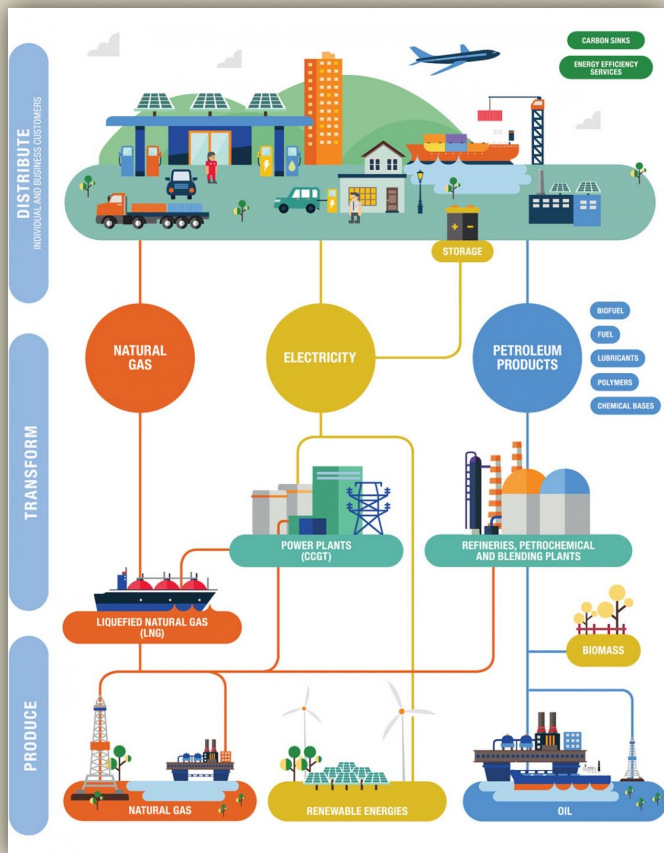 CARBON SINKS
ENERGY EFFICIENCY
SERVICES
DISTRIBUTE
INDIVIDUAL AND BUSINESS CUSTOMERS
STORAGE
NATURAL
GAS
ELECTRICITY
PETROLEUM
PRODUCTS
BIOFUEL
FUEL
LUBRICANTS
POLYMERS
CHEMICAL BASES
TRANSFORM
POWER PLANTS
(CCGT)
REFINERIES, PETROCHEMICAL
AND BLENDING PLANTS
LIQUEFIED NATURAL GAS
(LNG)
BIOMASS
PRODUCE
NATURAL GAS
RENEWABLE ENERGIES
OIL